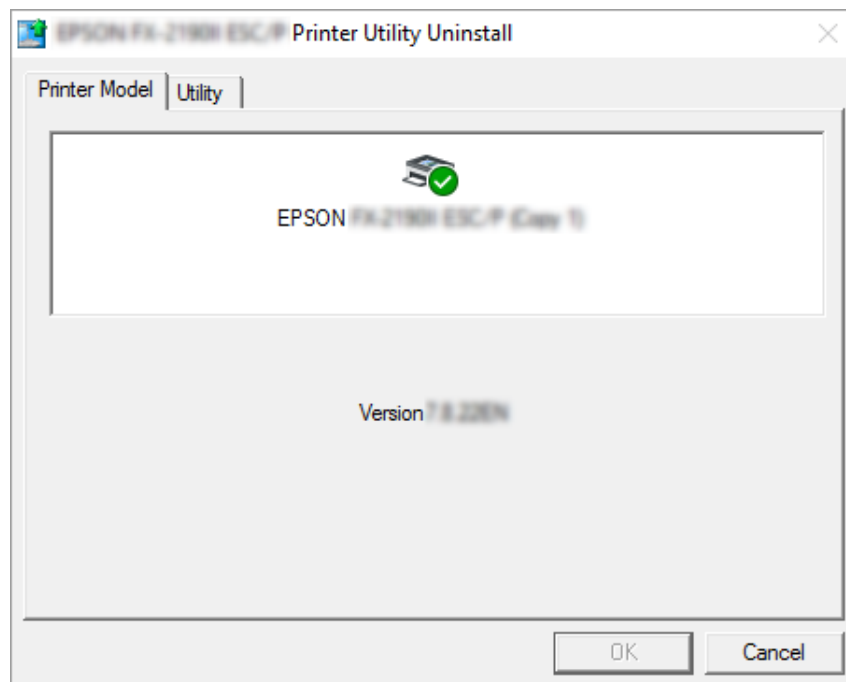 Printer Utility Uninstall
Printer Model
Utility
EPSON
Version
OK
Cancel